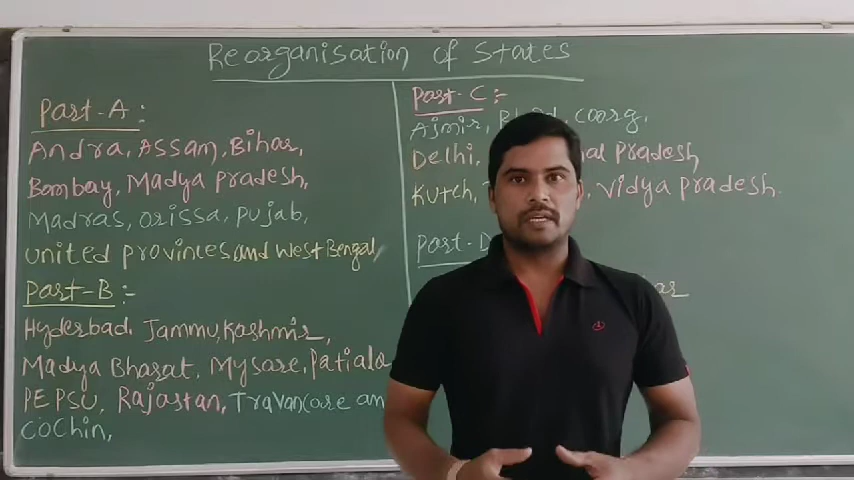 Reorganisation of States
Part-A :
Andra, Assam, Bihar,
Bombay, Madya Pradesh,
Madras, orissa, pujab,
united provinces and west Bengal,
Part-B :-
Hyderbad, Jammu, Kashmir,
Madya Bharat, Mysore, Patiala
PEPSU, Rajastan, Travancore an
cochin,
Part-C :-
Ajmir, coorg,
Delhi, Pradesh,
Kutch, vidya pradesh.
Part-D